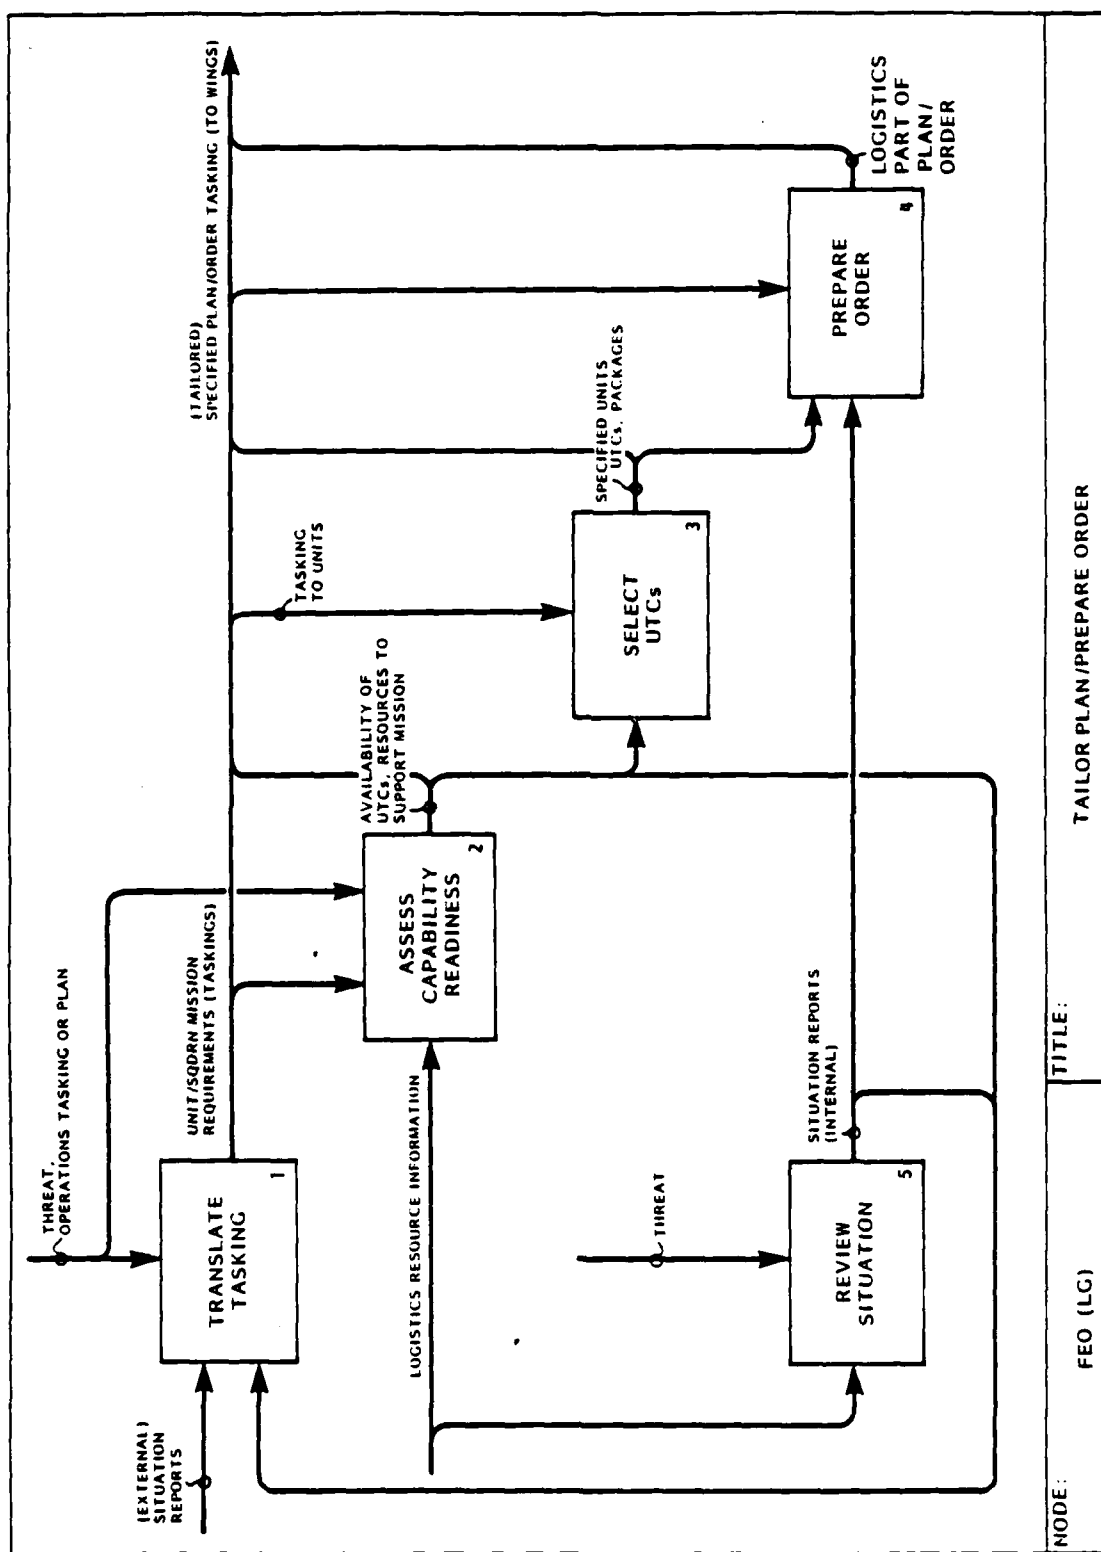 THREAT,
OPERATIONS TASKING OR PLAN
(EXTERNAL)
SITUATION
REPORTS
TRANSLATE
TASKING
1
UNIT/SQDRN MISSION
REQUIREMENTS (TASKINGS)
(TAILORED)
SPECIFIED PLAN/ORDER TASKING (TO WINGS)
LOGISTICS RESOURCE INFORMATION
ASSESS
CAPABILITY
READINESS
2
AVAILABILITY OF
UTCs, RESOURCES TO
SUPPORT MISSION
TASKING
TO UNITS
SELECT
UTCs
3
SPECIFIED UNITS
UTCs, PACKAGES
THREAT
REVIEW
SITUATION
5
SITUATION REPORTS
(INTERNAL)
PREPARE
ORDER
4
LOGISTICS
PART OF
PLAN/
ORDER
NODE:
FEO (LG)
TITLE:
TAILOR PLAN/PREPARE ORDER